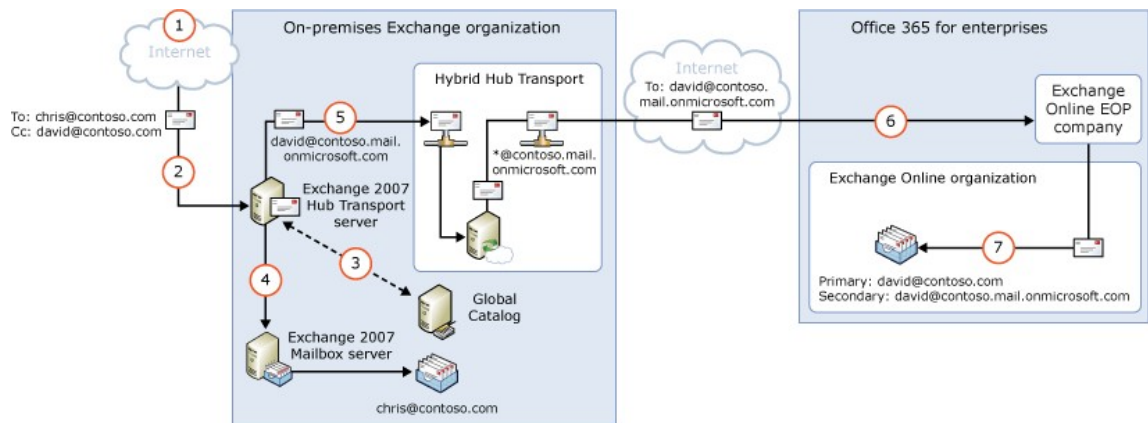 1
Internet
To: chris@contoso.com
Cc: david@contoso.com
2
On-premises Exchange organization
5
david@contoso.mail.
onmicrosoft.com
Exchange 2007
Hub Transport
server
3
4
Global
Catalog
Exchange 2007
Mailbox server
chris@contoso.com
Hybrid Hub Transport
*@contoso.mail.
onmicrosoft.com
Internet
To: david@contoso.
mail.onmicrosoft.com
Office 365 for enterprises
6
Exchange
Online EOP
company
Exchange Online organization
7
Primary: david@contoso.com
Secondary: david@contoso.mail.onmicrosoft.com